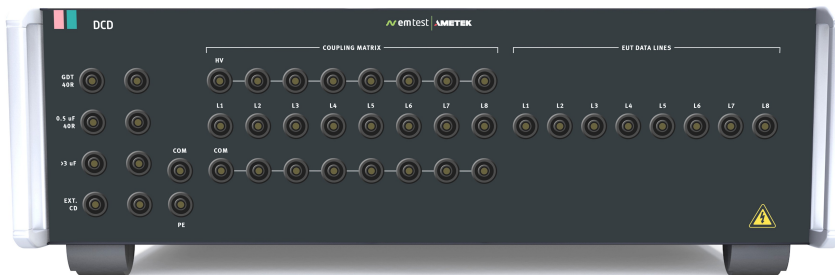 DCD
emtest AMETEK
COUPLING MATRIX
EUT DATA LINES
HV
GDT
40R
L1 L2 L3 L4 L5 L6 L7 L8
L1 L2 L3 L4 L5 L6 L7 L8
0.5 uF
40R
>3 uF
COM
COM
EXT.
CD
PE